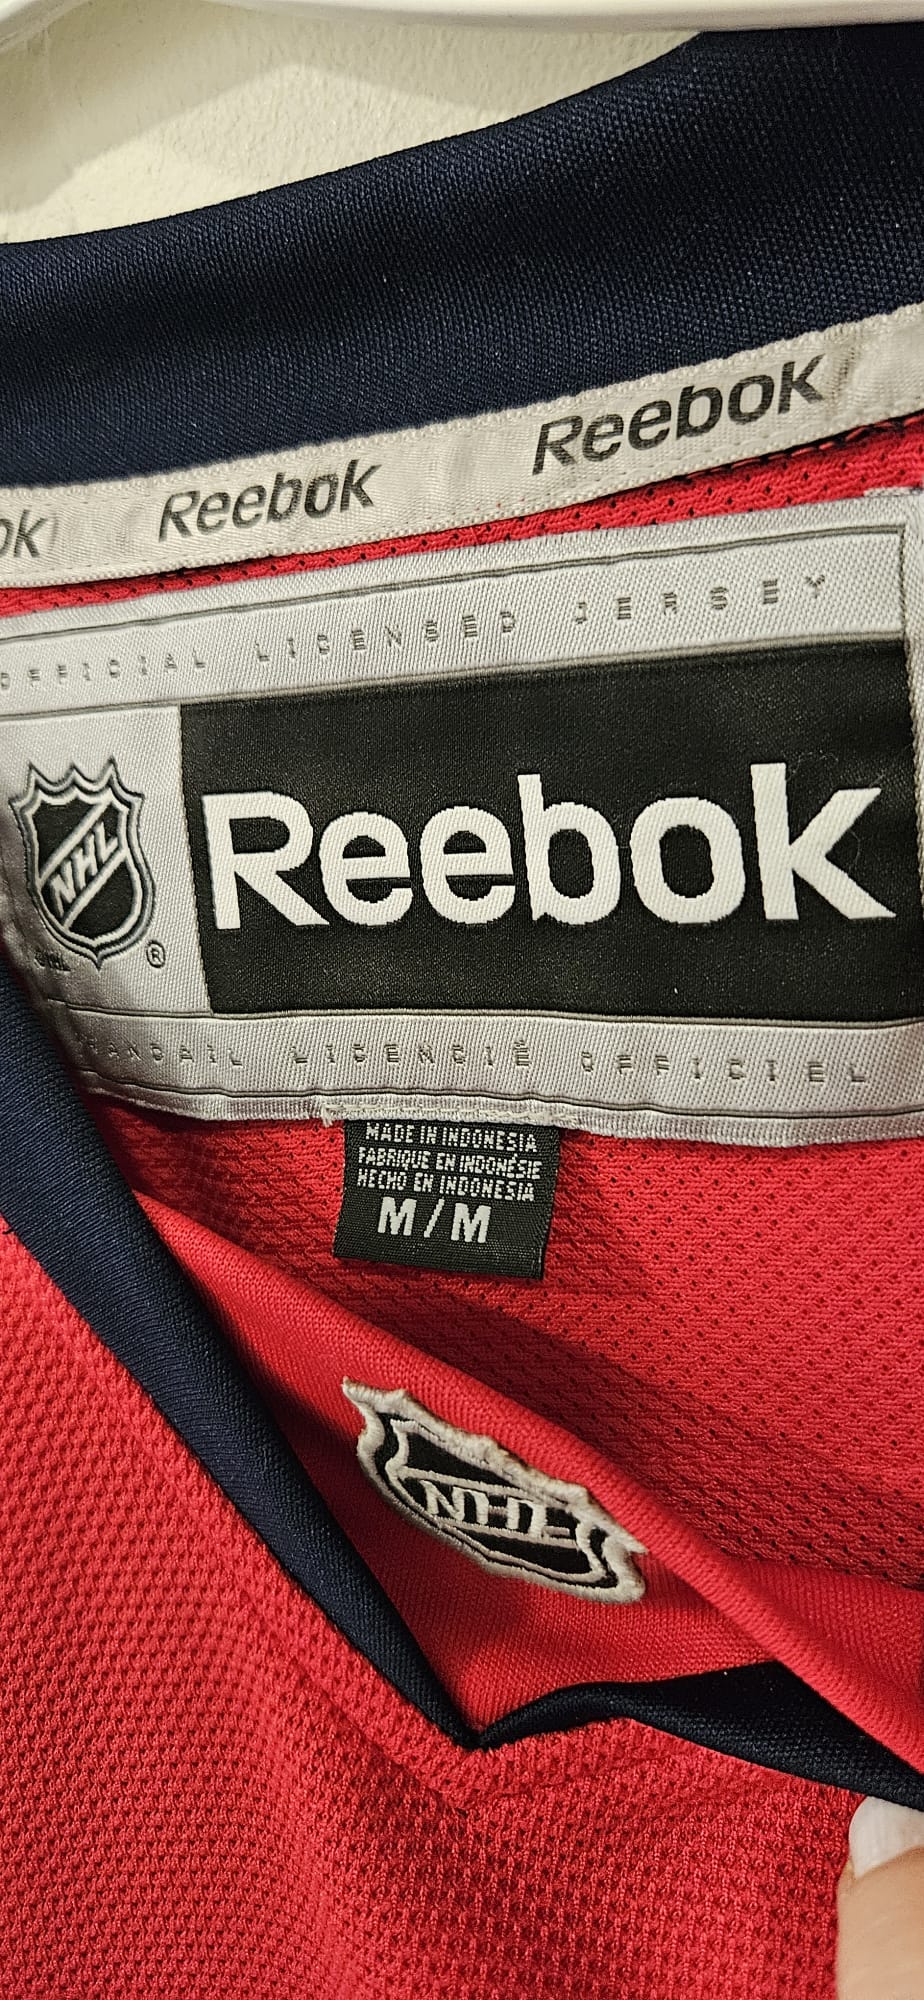 ok
Reebok
Reebok
OFFICIAL LICENSED JERSEY
NHL
®
Reebok
CHANDAIL LICENCIÉ OFFICIEL
MADE IN INDONESIA
FABRIQUE EN INDONÉSIE
HECHO EN INDONESIA
M/M
NHL